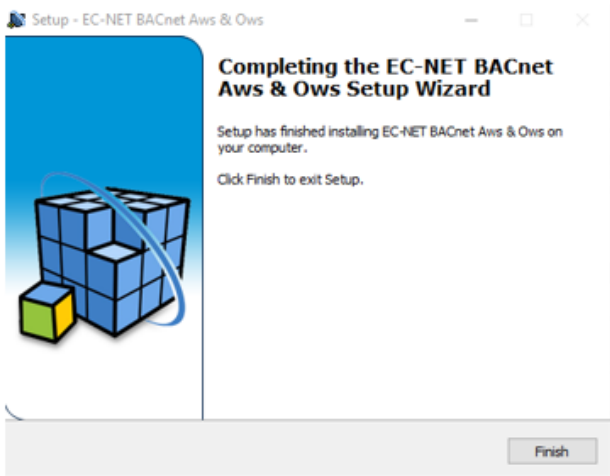 Setup - EC-NET BACnet Aws & Ows
Completing the EC-NET BACnet
Aws & Ows Setup Wizard
Setup has finished installing EC-NET BACnet Aws & Ows on
your computer.
Click Finish to exit Setup.
Finish